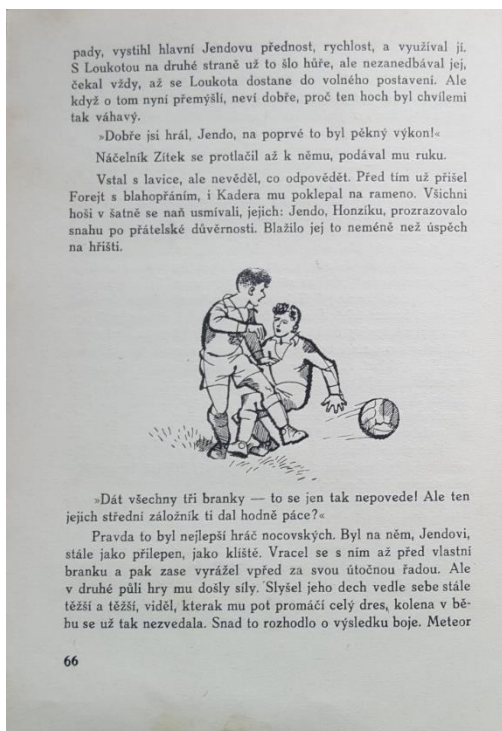 pady, vystihl hlavní Jendovu přednost, rychlost, a využíval jí.
S Loukotou na druhé straně už to šlo hůře, ale nezanedbával jej,
čekal vždy, až se Loukota dostane do volného postavení. Ale
když o tom nyní přemýšlí, neví dobře, proč ten hoch byl chvílemi
tak váhavý.
»Dobře jsi hrál, Jendo, na poprvé to byl pěkný výkon!«
Náčelník Zítek se protlačil až k němu, podával mu ruku.
Vstal s lavice, ale nevěděl, co odpovědět. Před tím už přišel
Forejt s blahopřáním, i Kadera mu poklepal na rameno. Všichni
hoši v šatně se naň usmívali, jejich: Jendo, Honzíku, prozrazovalo
snahu po přátelské důvěrnosti. Blažilo jej to neméně než úspěch
na hřišti.
»Dát všechny tři branky — to se jen tak nepovede! Ale ten
jejich střední záložník ti dal hodně páce?«
Pravda to byl nejlepší hráč nocovských. Byl na něm, Jendovi,
stále jako přilepen, jako klíště. Vracel se s ním až před vlastní
branku a pak zase vyrážel vpřed za svou útočnou řadou. Ale
v druhé půli hry mu došly síly. Slyšel jeho dech vedle sebe stále
těžší a těžší, viděl, kterak mu pot promáčí celý dres, kolena v bě-
hu se už tak nezvedala. Snad to rozhodlo o výsledku boje. Meteor
66